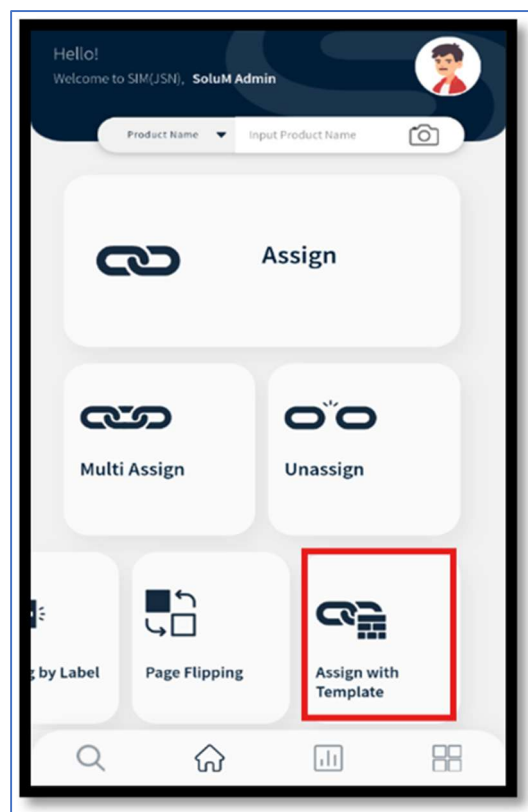 Hello!
Welcome to SIM(JSN), SoluM Admin
Product Name Input Product Name
Assign
Multi Assign
Unassign
g by Label
Page Flipping
Assign with
Template